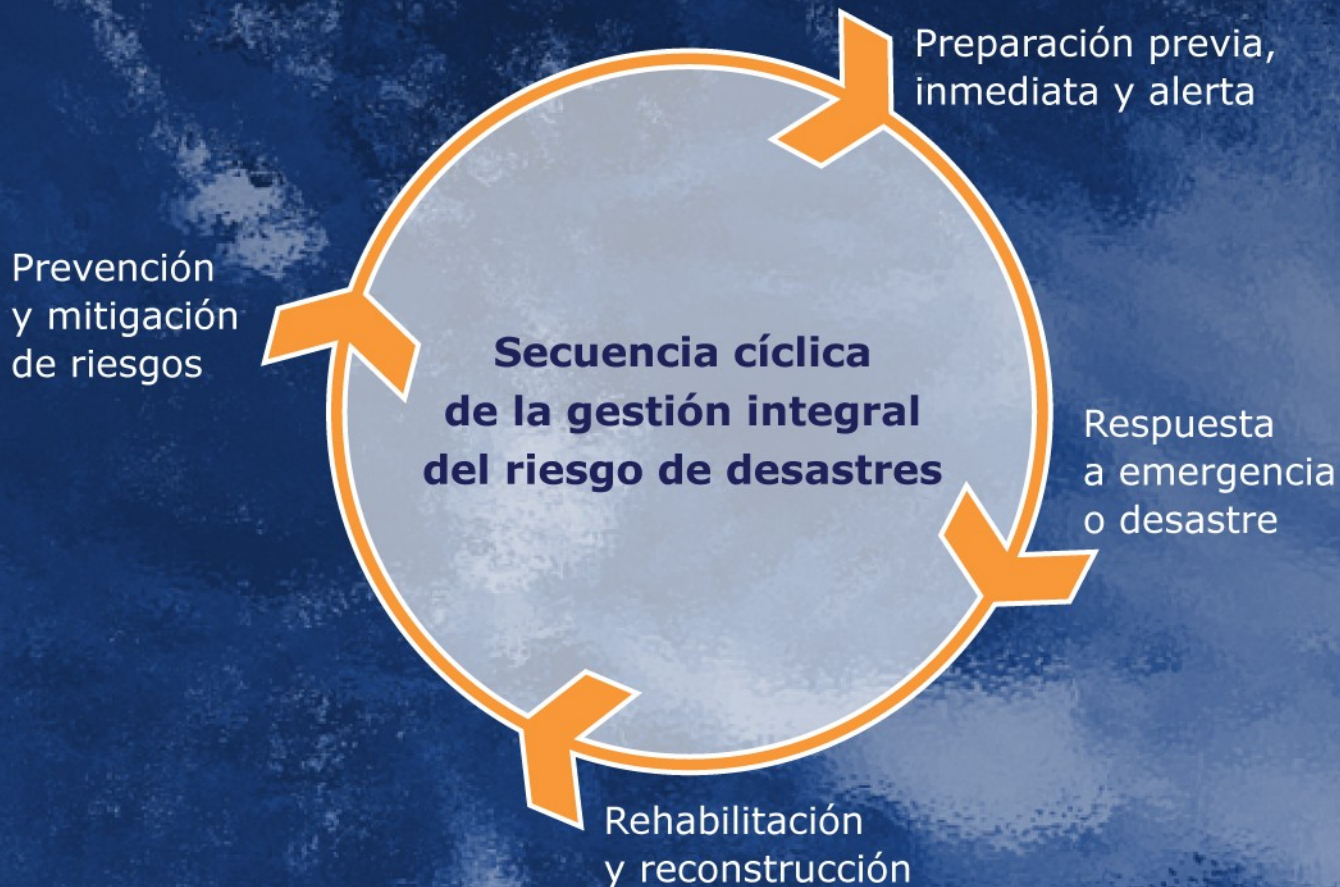 Preparación previa,
inmediata y alerta
Prevención
y mitigación
de riesgos
Secuencia cíclica
de la gestión integral
del riesgo de desastres
Respuesta
a emergencia
o desastre
Rehabilitación
y reconstrucción